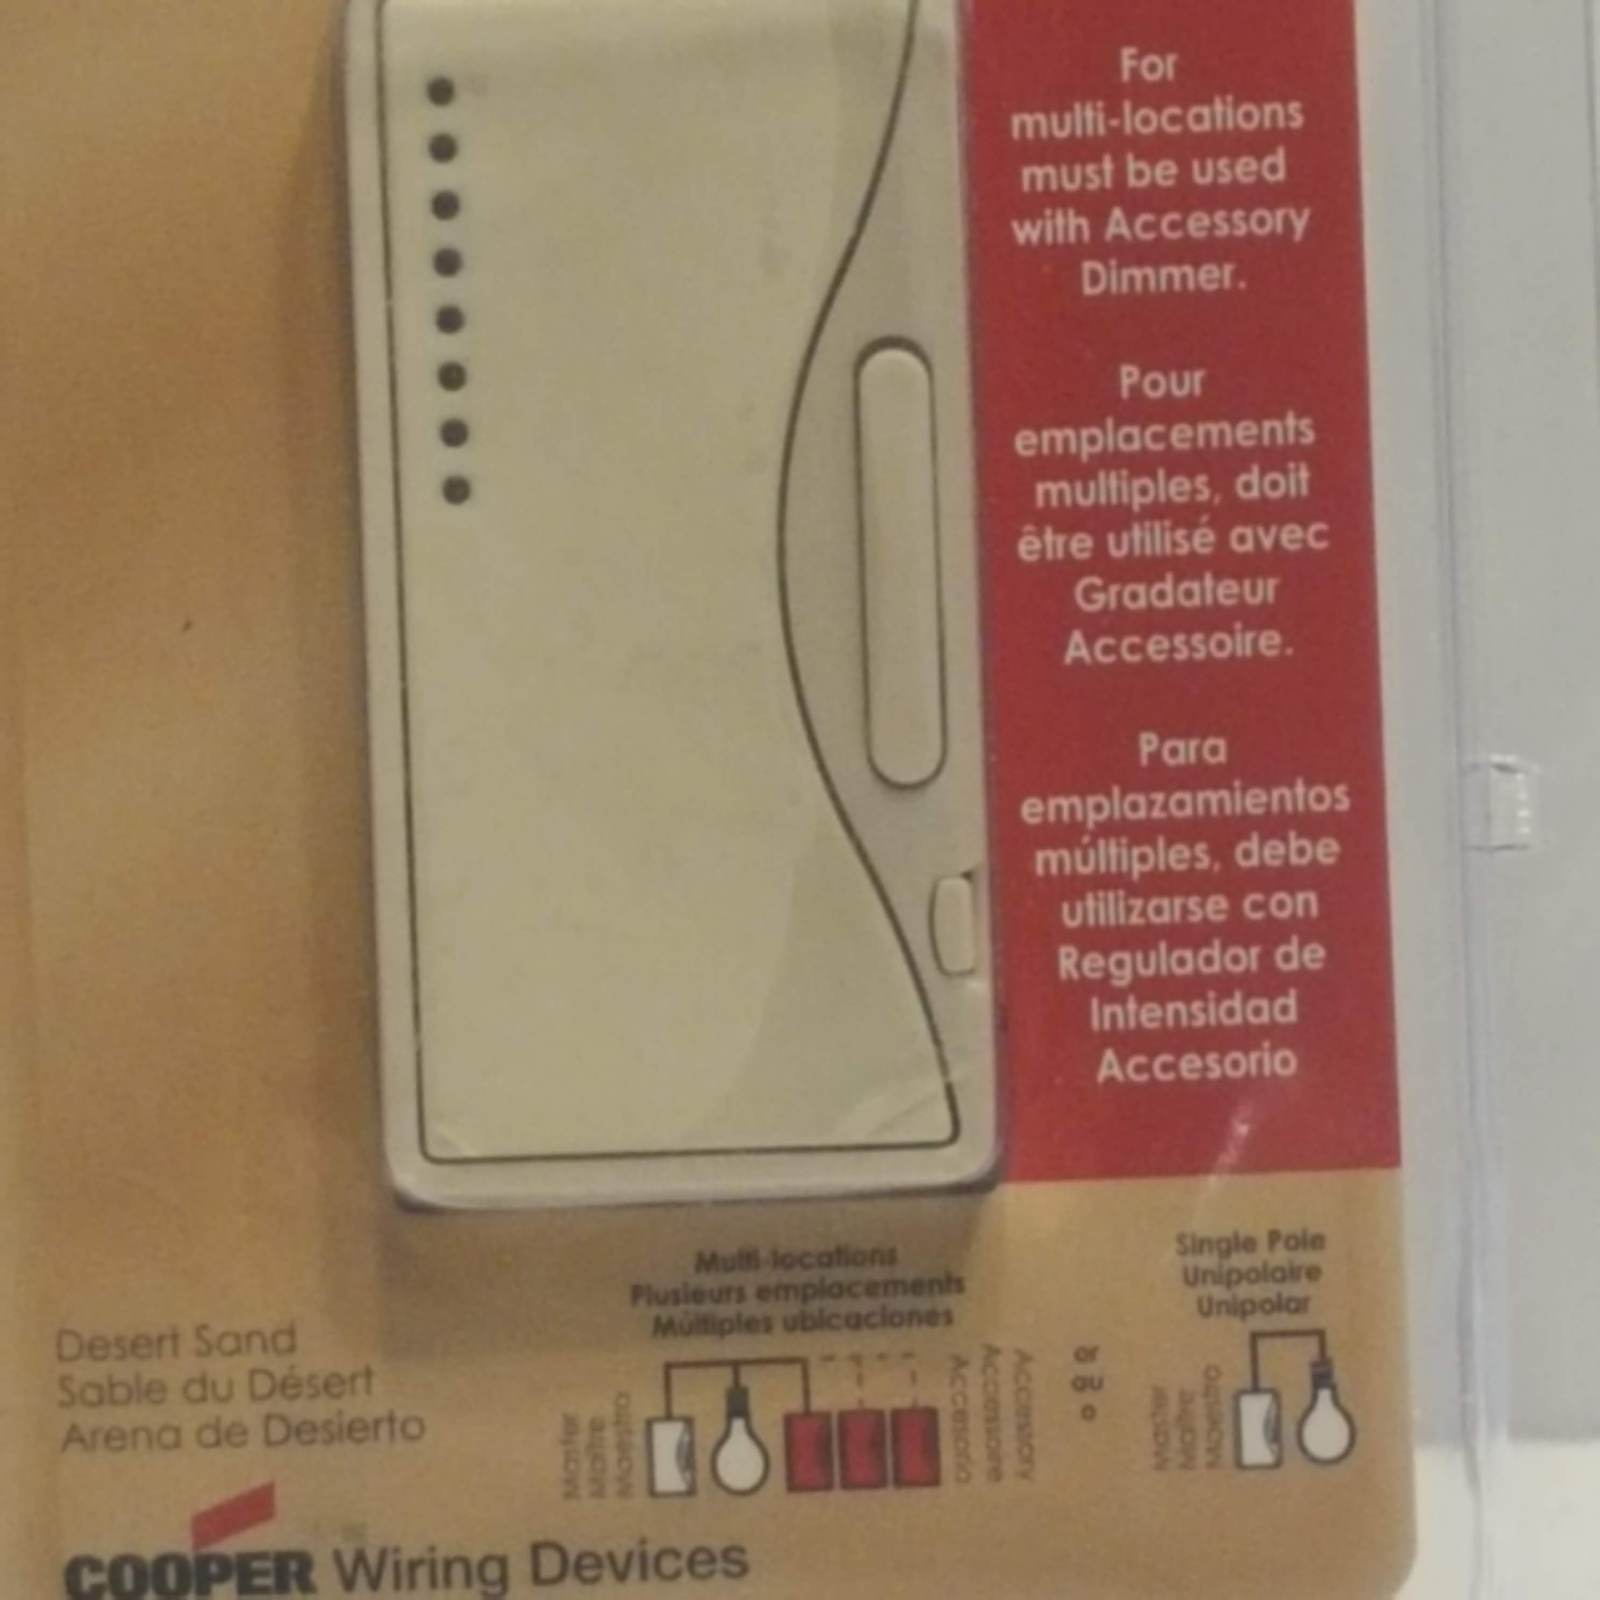 For
multi-locations
must be used
with Accessory
Dimmer.
Pour
emplacements
multiples, doit
être utilisé avec
Gradateur
Accessoire.
Para
emplazamientos
múltiples, debe
utilizarse con
Regulador de
Intensidad
Accesorio
Multi-locations
Plusieurs emplacements
Múltiples ubicaciones
Master
Maître
Maestro
Accessory
Accessoire
Accesorio
or
ou
o
Single Pole
Unipolaire
Unipolar
Master
Maître
Maestro
Desert Sand
Sable du Désert
Arena de Desierto
COOPER Wiring Devices